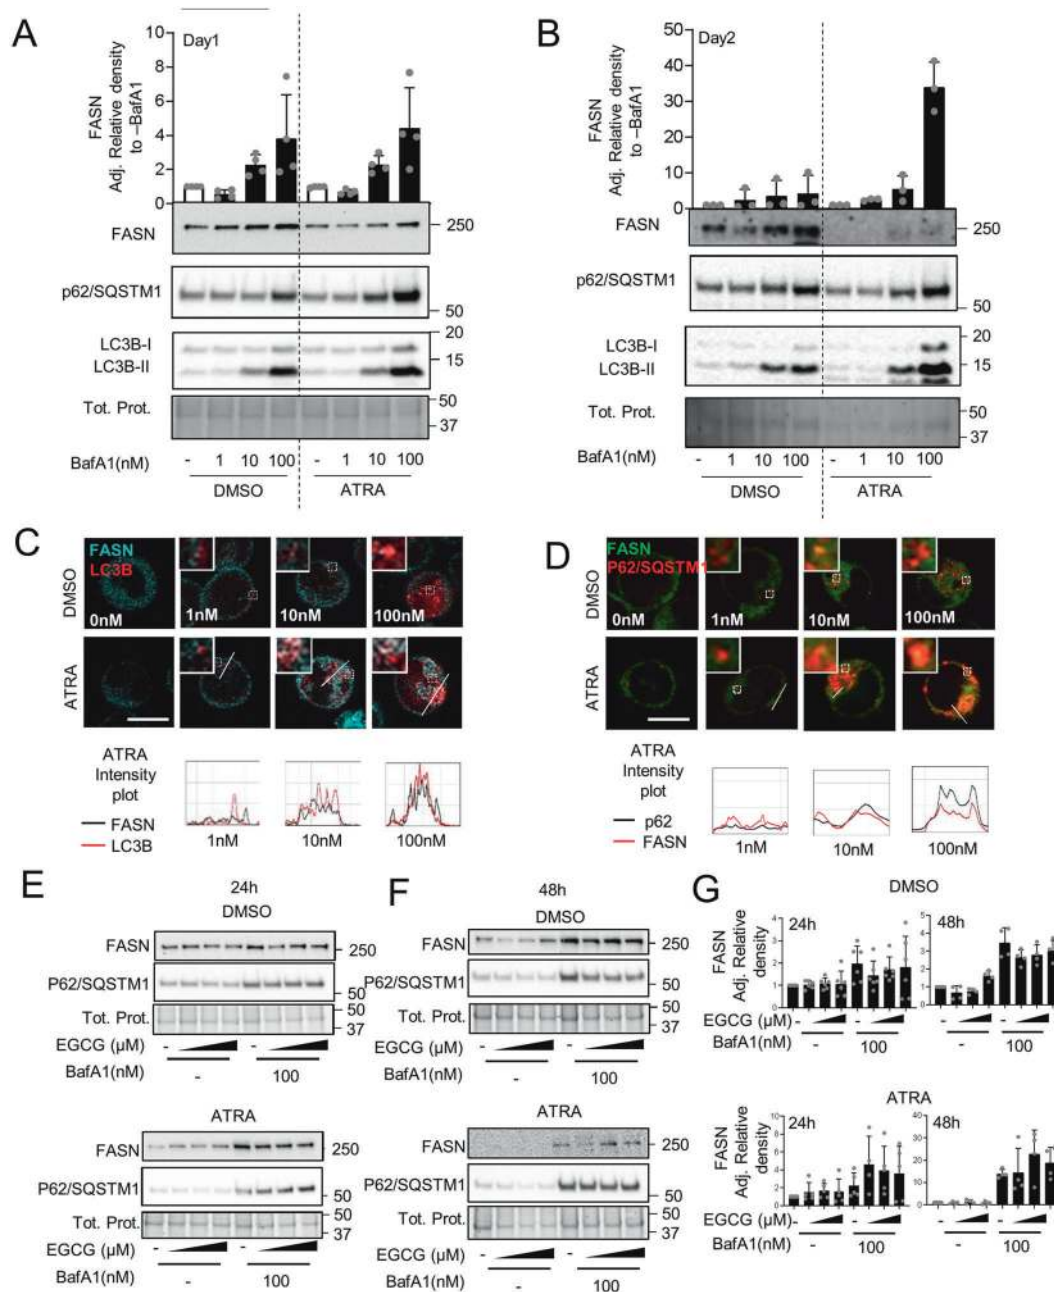 A
Day1
FASN
Adj. Relative density
to –BafA1
10
8
6
4
2
0
FASN
250
p62/SQSTM1
50
LC3B-I
LC3B-II
20
15
Tot. Prot.
50
37
BafA1(nM)
- 1 10 100 - 1 10 100
DMSO ATRA
B
Day2
FASN
Adj. Relative density
to –BafA1
50
40
30
20
10
0
FASN
250
p62/SQSTM1
50
LC3B-I
LC3B-II
20
15
Tot. Prot.
50
37
BafA1(nM)
- 1 10 100 - 1 10 100
DMSO ATRA
C
FASN
LC3B
DMSO
0nM 1nM 10nM 100nM
ATRA
ATRA
Intensity
plot
FASN
LC3B
1nM 10nM 100nM
D
FASN
P62/SQSTM1
DMSO
0nM 1nM 10nM 100nM
ATRA
ATRA
Intensity
plot
p62
FASN
1nM 10nM 100nM
E
24h
DMSO
FASN
250
P62/SQSTM1
50
Tot. Prot.
50
37
EGCG (µM)
- -
BafA1(nM)
- 100
ATRA
FASN
250
P62/SQSTM1
50
Tot. Prot.
50
37
EGCG (µM)
- -
BafA1(nM)
- 100
F
48h
DMSO
FASN
250
P62/SQSTM1
50
Tot. Prot.
50
37
EGCG (µM)
- -
BafA1(nM)
- 100
ATRA
FASN
250
P62/SQSTM1
50
Tot. Prot.
50
37
EGCG (µM)
- -
BafA1(nM)
- 100
G
DMSO
FASN
Adj. Relative
density
24h
4
3
2
1
0
48h
5
4
3
2
1
0
EGCG (µM)
- - - -
BafA1(nM)
- 100 - 100
ATRA
FASN
Adj. Relative
density
24h
10
8
6
4
2
0
48h
40
30
20
10
0
EGCG (µM)
- - - -
BafA1(nM)
- 100 - 100